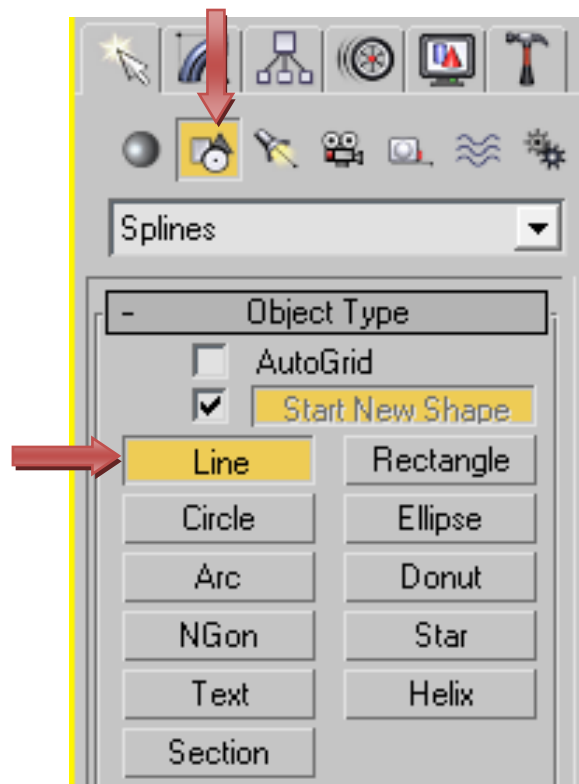 Splines
- Object Type
AutoGrid
Start New Shape
Line Rectangle
Circle Ellipse
Arc Donut
NGon Star
Text Helix
Section